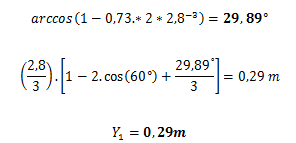 arccos(1 − 0,73.* 2 * 2,8⁻³) = 29,89°
(2,8/3).[1 − 2.cos(60°) + 29,89°/3] = 0,29 m
Y₁ = 0,29m